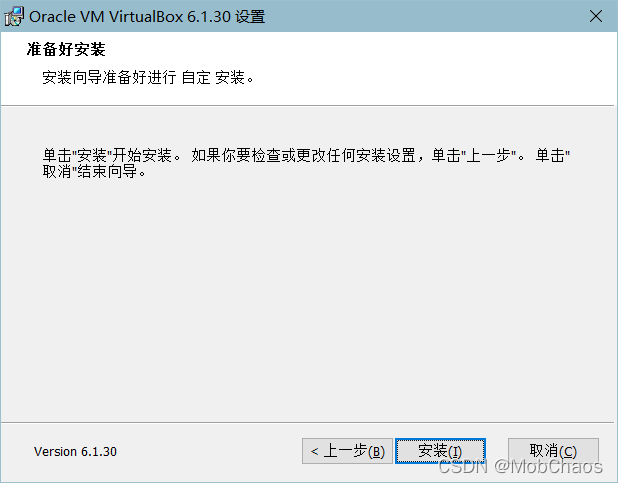 Oracle VM VirtualBox 6.1.30 设置
准备好安装
安装向导准备好进行 自定 安装。
单击"安装"开始安装。 如果你要检查或更改任何安装设置，单击"上一步"。 单击"
取消"结束向导。
Version 6.1.30
< 上一步(B) 安装(I) 取消(C)
CSDN @MobChaos